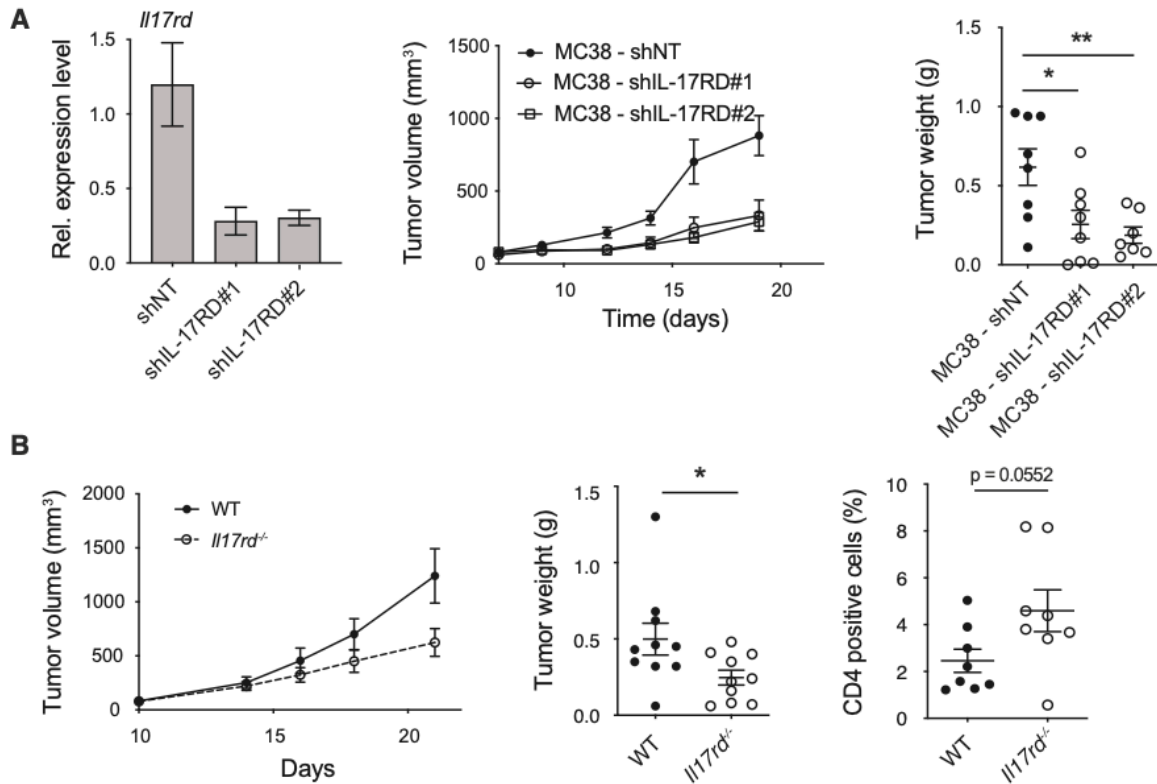 A
Il17rd
Rel. expression level
1.5
1.0
0.5
0.0
shNT
shIL-17RD#1
shIL-17RD#2
Tumor volume (mm³)
1500
1000
500
0
10
15
20
Time (days)
MC38 - shNT
MC38 - shIL-17RD#1
MC38 - shIL-17RD#2
Tumor weight (g)
1.0
0.5
0.0
**
*
MC38 - shNT
MC38 - shIL-17RD#1
MC38 - shIL-17RD#2
B
Tumor volume (mm³)
2000
1500
1000
500
0
10
15
20
Days
WT
Il17rd-/-
Tumor weight (g)
1.5
1.0
0.5
0.0
*
WT
Il17rd-/-
CD4 positive cells (%)
10
8
6
4
2
0
p = 0.0552
WT
Il17rd-/-